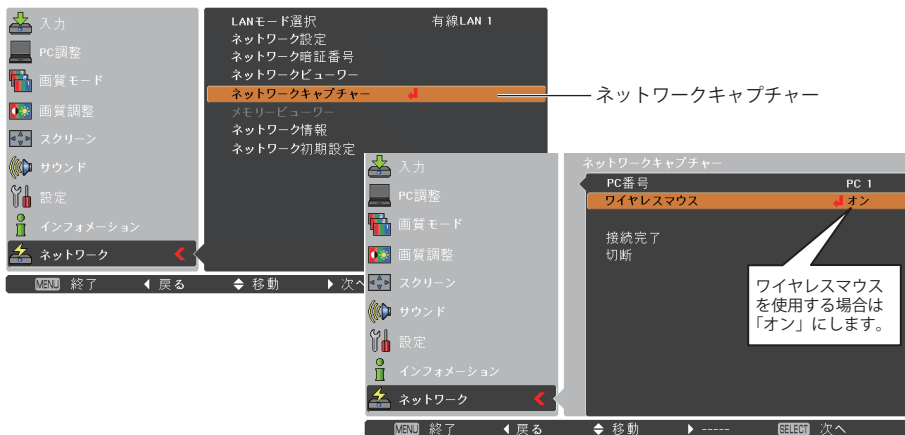 入力
PC調整
画質モード
画質調整
スクリーン
サウンド
設定
インフォメーション
ネットワーク
LANモード選択 有線LAN 1
ネットワーク設定
ネットワーク暗証番号
ネットワークビューワー
ネットワークキャプチャー
メモリービューワー
ネットワーク情報
ネットワーク初期設定
MENU 終了 戻る 移動 次へ
ネットワークキャプチャー
入力
PC調整
画質モード
画質調整
スクリーン
サウンド
設定
インフォメーション
ネットワーク
ネットワークキャプチャー
PC番号 PC 1
ワイヤレスマウス オン
接続完了
切断
ワイヤレスマウス
を使用する場合は
「オン」にします。
MENU 終了 戻る 移動 ----- SELECT 次へ